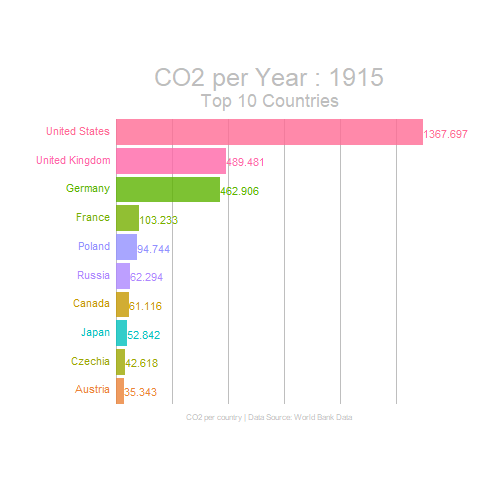 CO2 per Year : 1915
Top 10 Countries
United States 1367.697
United Kingdom 489.481
Germany 462.906
France 103.233
Poland 94.744
Russia 62.294
Canada 61.116
Japan 52.842
Czechia 42.618
Austria 35.343
CO2 per country | Data Source: World Bank Data